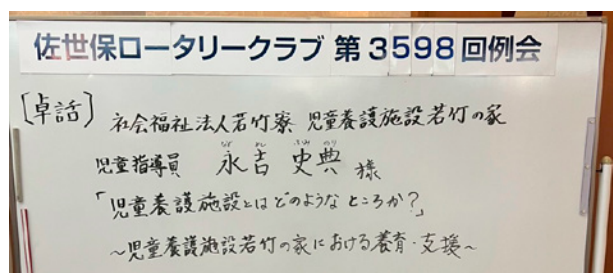 佐世保ロータリークラブ 第3598回例会
[卓話] 社会福祉法人若竹寮 児童養護施設若竹の家
児童指導員 永吉 史典 様
「児童養護施設とはどのようなところか?」
~児童養護施設若竹の家における養育・支援~